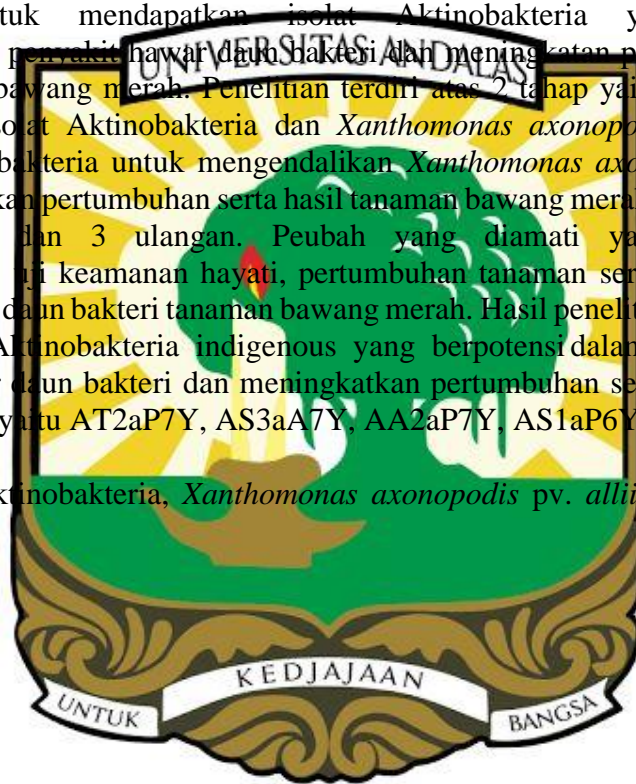 tuk mendapatkan isolat Aktinobakteria y
penyakit hawar daun bakteri dan meningkatan p
UNIVERSITAS ANDALAS
bawang merah. Penelitian terdiri atas 2 tahap yai
solat Aktinobakteria dan Xanthomonas axonopo
bakteria untuk mengendalikan Xanthomonas axo
kan pertumbuhan serta hasil tanaman bawang merah
dan 3 ulangan. Peubah yang diamati ya
uji keamanan hayati, pertumbuhan tanaman ser
daun bakteri tanaman bawang merah. Hasil penelit
Aktinobakteria indigenous yang berpotensi dalam
r daun bakteri dan meningkatkan pertumbuhan se
yaitu AT2aP7Y, AS3aA7Y, AA2aP7Y, AS1aP6Y
ktinobakteria, Xanthomonas axonopodis pv. allii
UNTUK KEDJAJAAN BANGSA